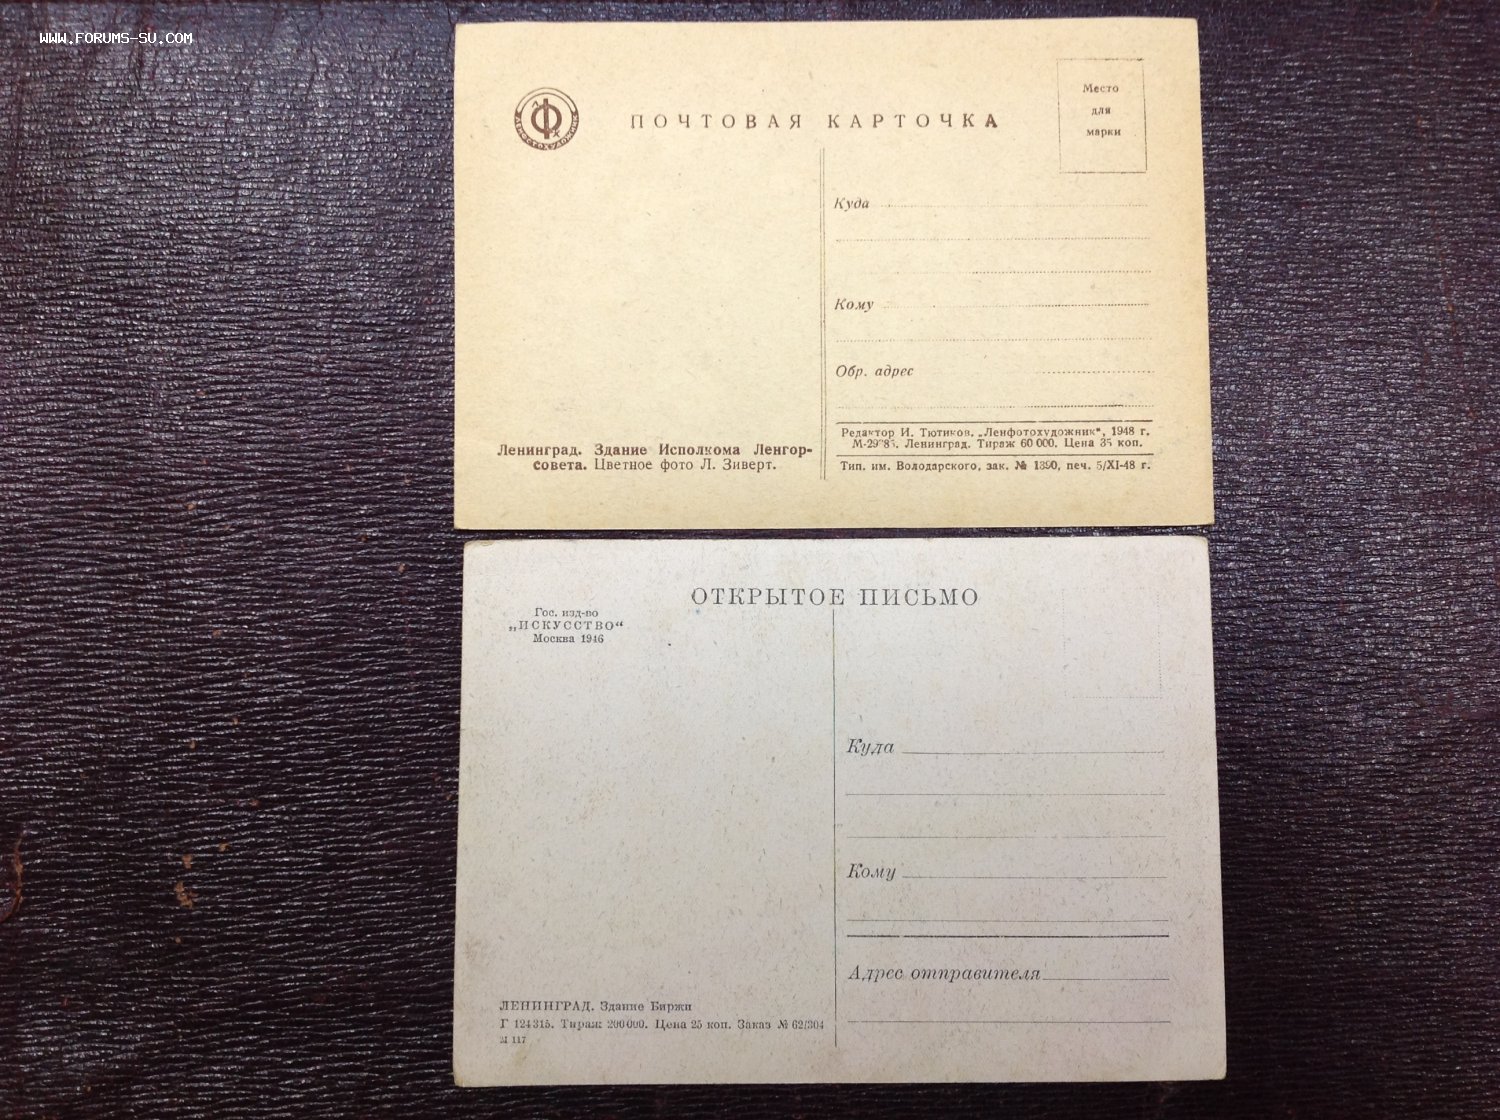 WWW.FORUMS-SU.COM
Ленфотохудожник
ПОЧТОВАЯ КАРТОЧКА
Место
для
марки
Куда
Кому
Обр. адрес
Ленинград. Здание Исполкома Ленгор-
совета. Цветное фото Л. Зиверт.
Редактор И. Тютиков. „Ленфотохудожник“, 1948 г.
Ленинград. Тираж 60 000. Цена 35 коп.
Тип. им. Володарского, зак. № 1390, печ. 5/XI-48 г.
ОТКРЫТОЕ ПИСЬМО
Гос. изд-во
„ИСКУССТВО“
Москва 1946
Куда
Кому
Адрес отправителя
ЛЕНИНГРАД. Здание Биржи
Г 124315. Тираж 200000. Цена 25 коп. Заказ № 62/304
М 117